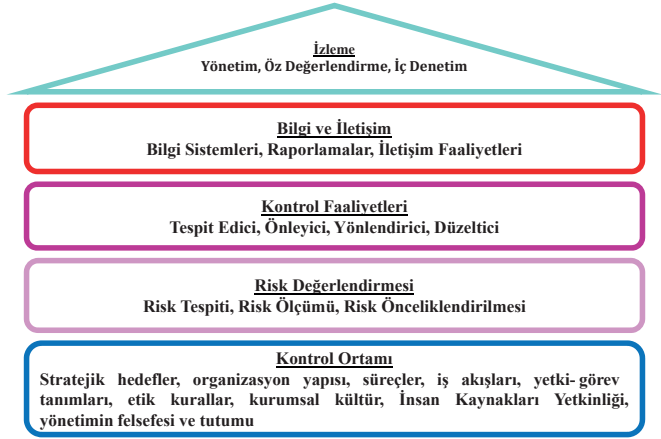 İzleme
Yönetim, Öz Değerlendirme, İç Denetim
Bilgi ve İletişim
Bilgi Sistemleri, Raporlamalar, İletişim Faaliyetleri
Kontrol Faaliyetleri
Tespit Edici, Önleyici, Yönlendirici, Düzeltici
Risk Değerlendirmesi
Risk Tespiti, Risk Ölçümü, Risk Önceliklendirilmesi
Kontrol Ortamı
Stratejik hedefler, organizasyon yapısı, süreçler, iş akışları, yetki-görev
tanımları, etik kurallar, kurumsal kültür, İnsan Kaynakları Yetkinliği,
yönetimin felsefesi ve tutumu